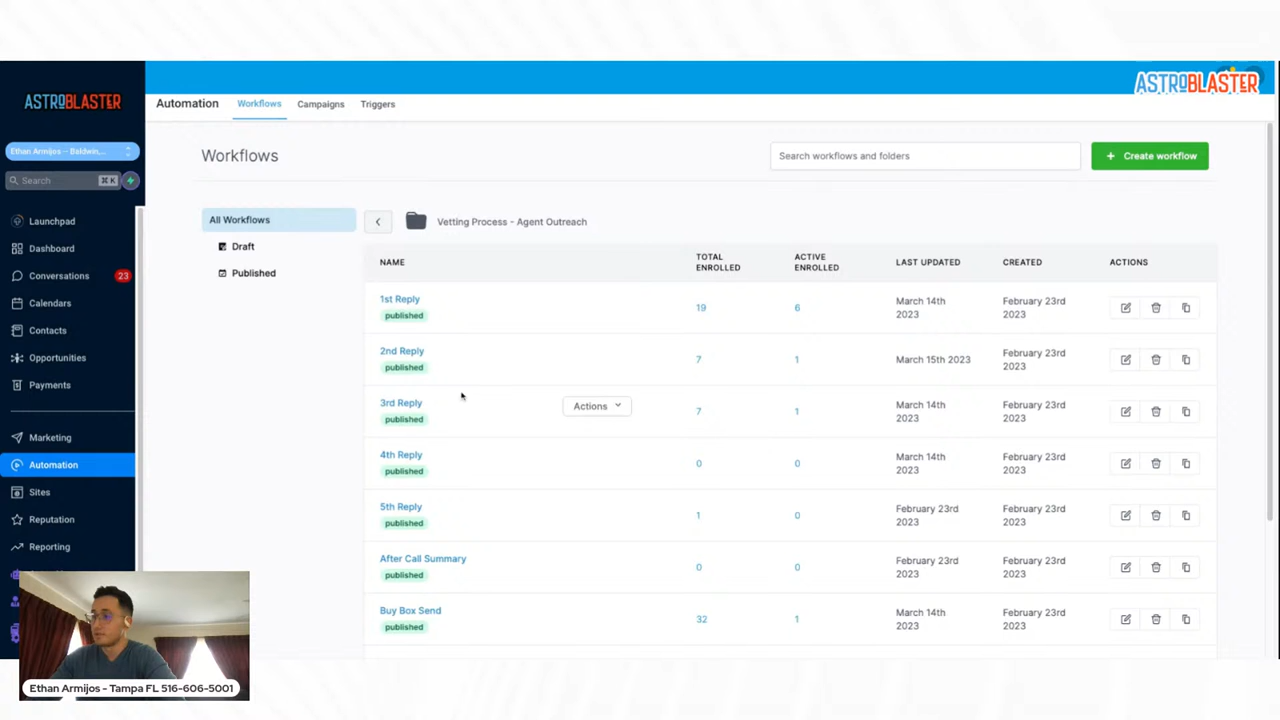 ASTROBLASTER
ASTROBLASTER
Ethan Armijos -- Baldwin,...
Search ⌘ K
Launchpad
Dashboard
Conversations 23
Calendars
Contacts
Opportunities
Payments
Marketing
Automation
Sites
Reputation
Reporting
Automation Workflows Campaigns Triggers
Workflows
Search workflows and folders
+ Create workflow
All Workflows
Draft
Published
Vetting Process - Agent Outreach
NAME TOTAL ENROLLED ACTIVE ENROLLED LAST UPDATED CREATED ACTIONS
1st Reply 19 6 March 14th 2023 February 23rd 2023
published
2nd Reply 7 1 March 15th 2023 February 23rd 2023
published
3rd Reply Actions 7 1 March 14th 2023 February 23rd 2023
published
4th Reply 0 0 March 14th 2023 February 23rd 2023
published
5th Reply 1 0 February 23rd 2023 February 23rd 2023
published
After Call Summary 0 0 February 23rd 2023 February 23rd 2023
published
Buy Box Send 32 1 March 14th 2023 February 23rd 2023
published
Ethan Armijos - Tampa FL 516-606-5001